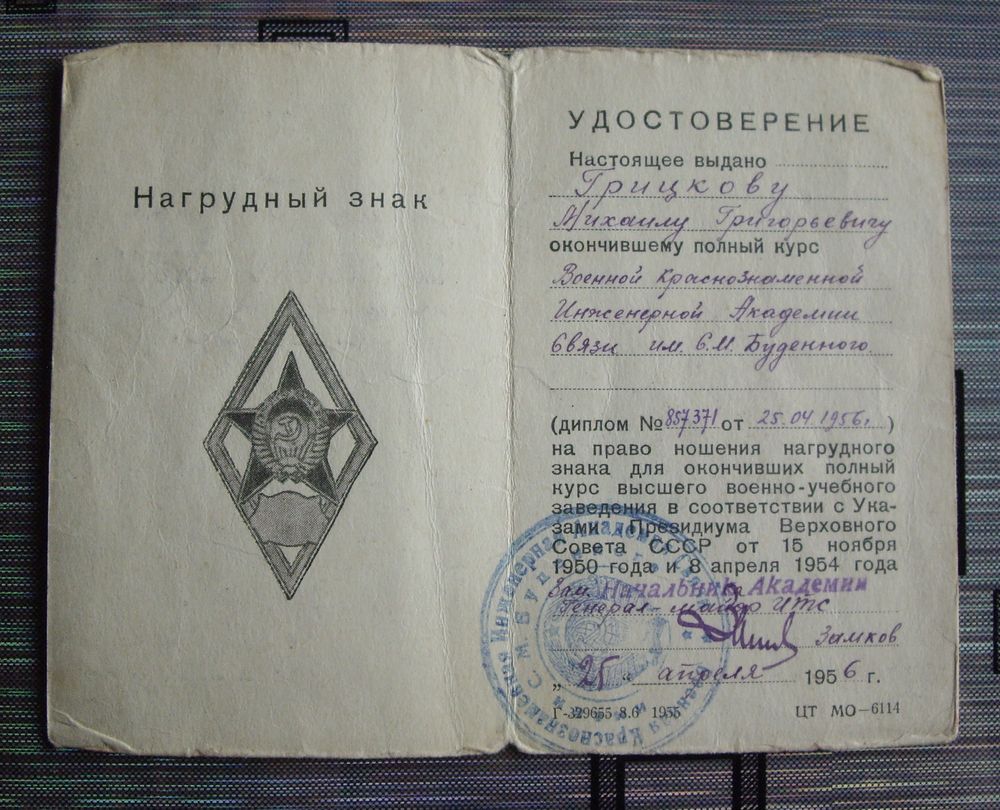 Нагрудный знак
УДОСТОВЕРЕНИЕ
Настоящее выдано
Грицкову
Михаилу Григорьевичу
окончившему полный курс
Военной Краснознаменной
Инженерной Академии
Связи им. С.М. Буденного.
(диплом № 857371 от 25.04.1956г.)
на право ношения нагрудного
знака для окончивших полный
курс высшего военно-учебного
заведения в соответствии с Ука-
зами Президиума Верховного
Совета СССР от 15 ноября
1950 года и 8 апреля 1954 года
Зам. Начальника Академии
Генерал-майор ИТС
Замков
„25" апреля 1956 г.
Г-329655 8.6 1955 ЦТ МО—6114